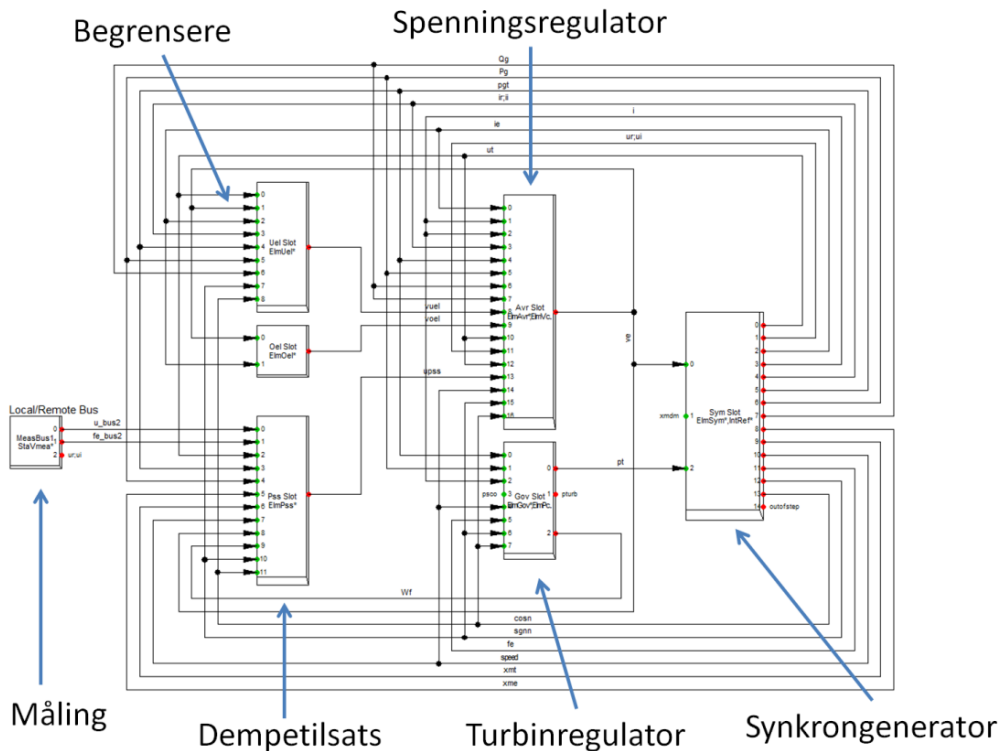 Begrensere
Spenningsregulator
Qg
Pg
pgt
ir;ii
i
ie
ur;ui
ut
0
1
2
3
4
5
6
7
8
Uel Slot
ElmUel*
0
1
Oel Slot
ElmOel*
vuel
voel
upss
0
1
2
3
4
5
6
7
8
9
10
11
12
13
14
15
16
Avr Slot
ElmAvr*,ElmVc.
ve
Local/Remote Bus
MeasBus1
StaVmea*
0
1
2
ur;ui
u_bus2
fe_bus2
0
1
2
3
4
5
6
7
8
9
10
11
Pss Slot
ElmPss*
0
1
2
psco
3
5
6
7
Gov Slot
ElmGov*,ElmPc.
0
1
2
pturb
pt
0
xmdm
1
2
Sym Slot
ElmSym*,IntRef*
0
1
2
3
4
5
6
7
8
9
10
11
12
13
14
outofstep
Wf
cosn
sgnn
fe
speed
xmt
xme
Måling
Dempetilsats
Turbinregulator
Synkrongenerator